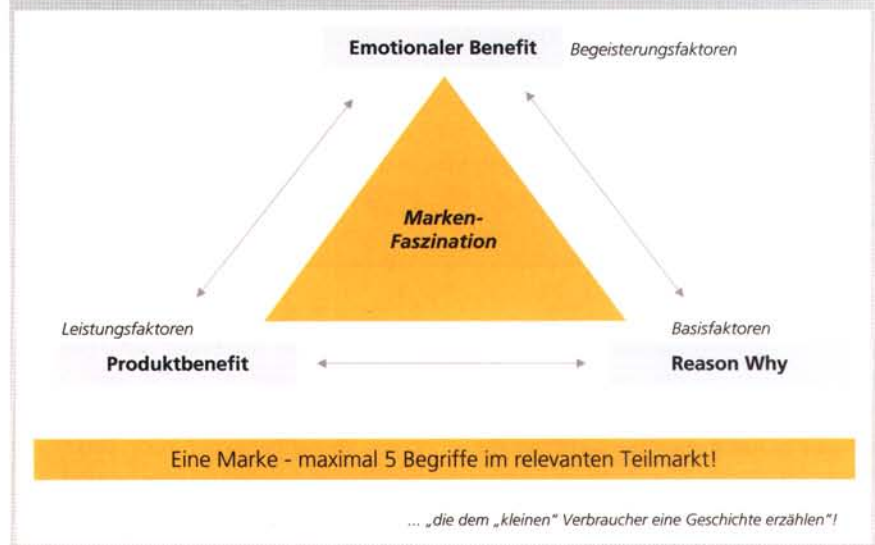 Emotionaler Benefit Begeisterungsfaktoren
Marken-
Faszination
Leistungsfaktoren
Produktbenefit
Basisfaktoren
Reason Why
Eine Marke - maximal 5 Begriffe im relevanten Teilmarkt!
... „die dem „kleinen“ Verbraucher eine Geschichte erzählen“!